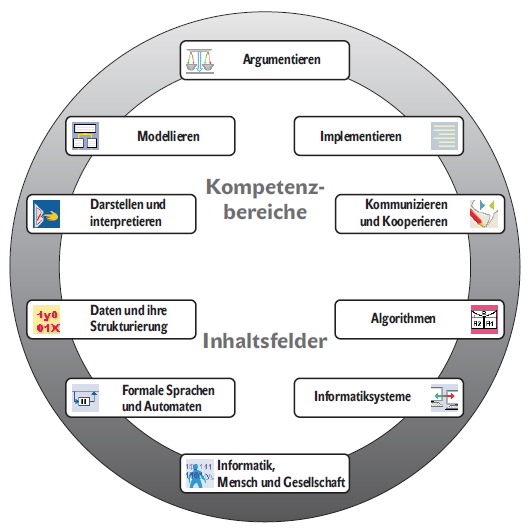 Argumentieren
Modellieren
Implementieren
Kompetenz-
bereiche
Darstellen und
interpretieren
Kommunizieren
und Kooperieren
Daten und ihre
Strukturierung
Inhaltsfelder
Algorithmen
Formale Sprachen
und Automaten
Informatiksysteme
Informatik,
Mensch und Gesellschaft